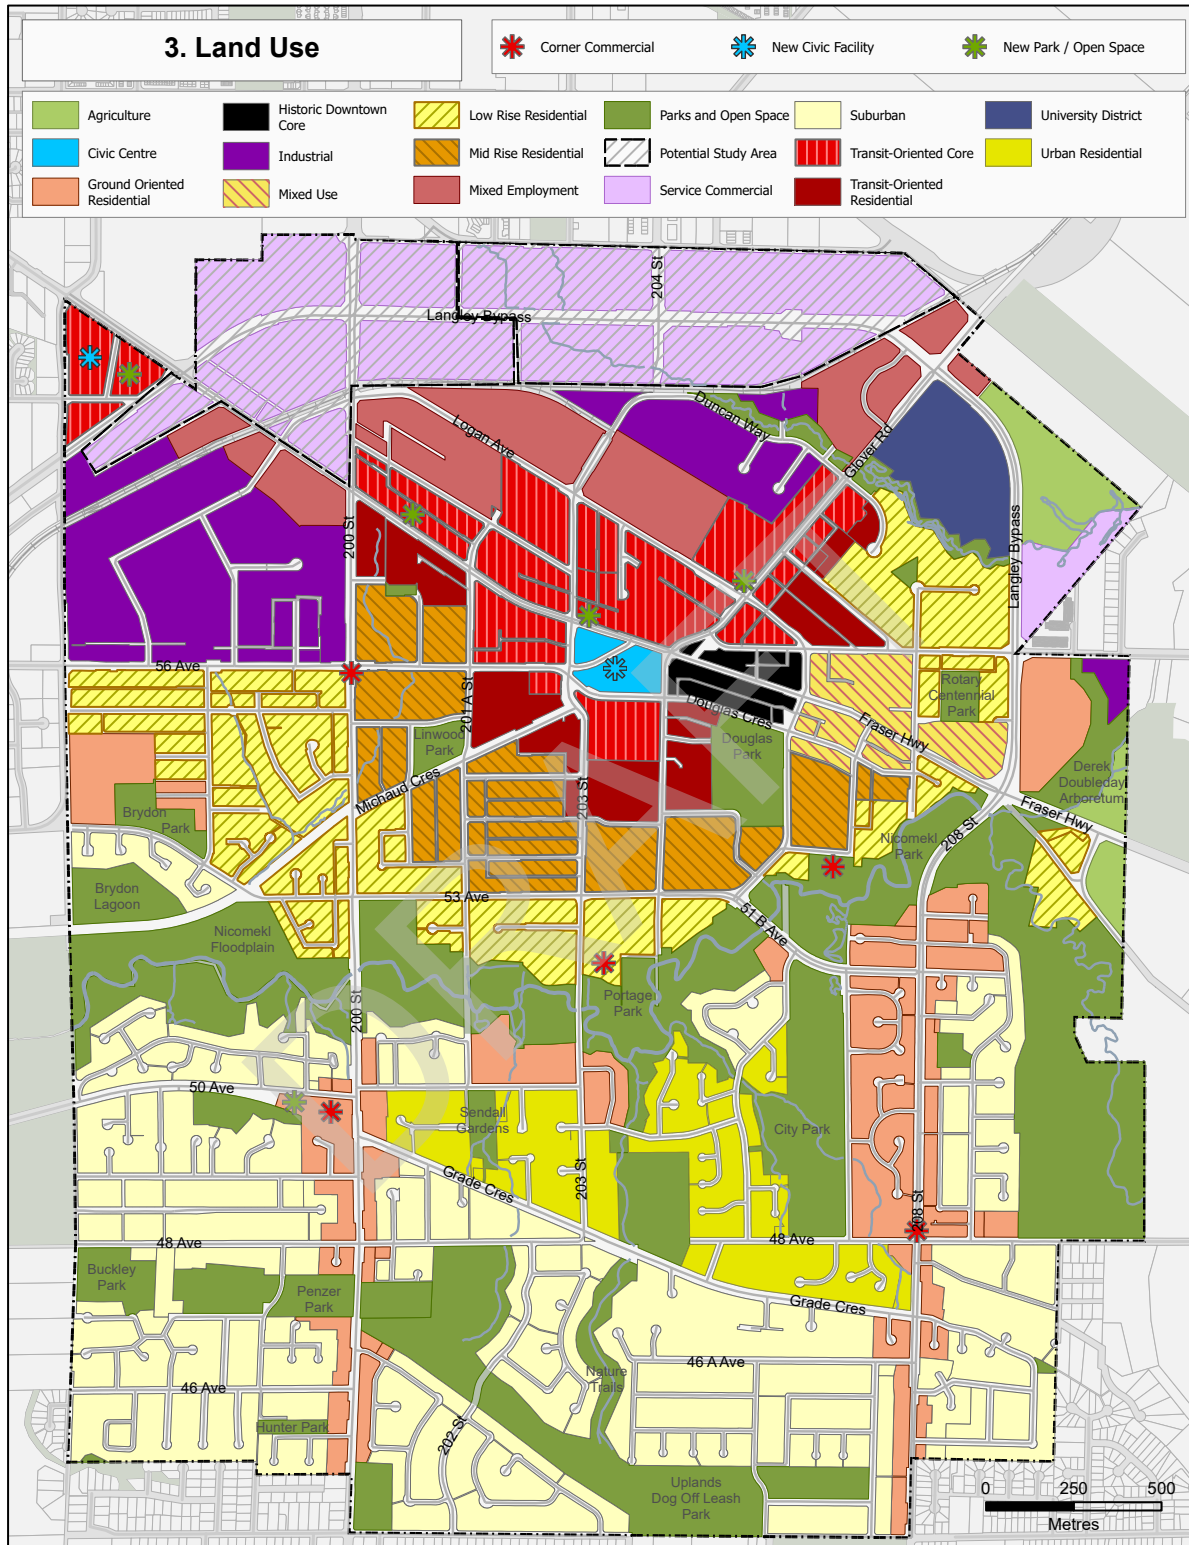 3. Land Use
Corner Commercial
New Civic Facility
New Park / Open Space
Agriculture
Historic Downtown
Core
Low Rise Residential
Parks and Open Space
Suburban
University District
Civic Centre
Industrial
Mid Rise Residential
Potential Study Area
Transit-Oriented Core
Urban Residential
Ground Oriented
Residential
Mixed Use
Mixed Employment
Service Commercial
Transit-Oriented
Residential
204 St
Langley Bypass
Duncan Way
Logan Ave
Glover Rd
200 St
Langley Bypass
56 Ave
201 A St
Rotary
Centennial
Park
Douglas Cres
Fraser Hwy
Linwood
Park
Douglas
Park
Derek
Doubleday
Arboretum
Michaud Cres
203 St
Fraser Hwy
Brydon
Park
208 St
Nicomekl
Park
Brydon
Lagoon
53 Ave
51 B Ave
Nicomekl
Floodplain
Portage
Park
200 St
50 Ave
Sendall
Gardens
City Park
Grade Cres
203 St
208 St
48 Ave
48 Ave
Buckley
Park
Penzer
Park
Grade Cres
46 A Ave
Nature
Trails
46 Ave
Hunter Park
202 St
Uplands
Dog Off Leash
Park
0 250 500
Metres
DRAFT